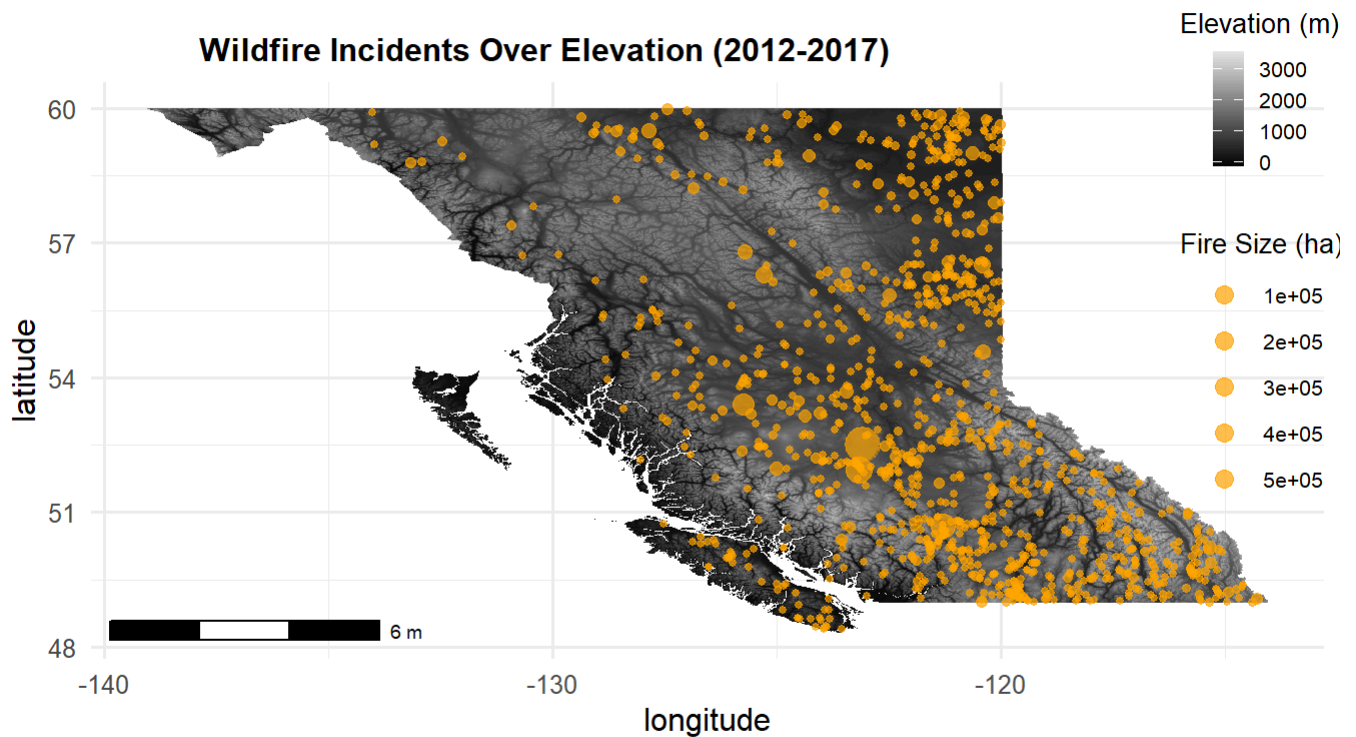 Wildfire Incidents Over Elevation (2012-2017)
Elevation (m)
3000
2000
1000
0
Fire Size (ha)
1e+05
2e+05
3e+05
4e+05
5e+05
latitude
60
57
54
51
48
6 m
-140
-130
-120
longitude